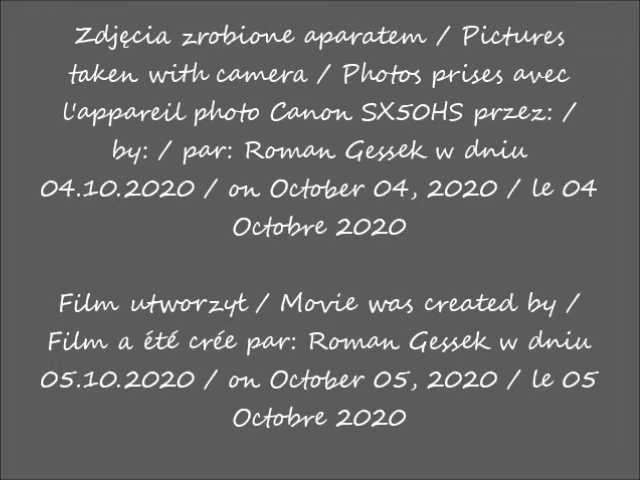 Zdjęcia zrobione aparatem / Pictures
taken with camera / Photos prises avec
l'appareil photo Canon SX50HS przez: /
by: / par: Roman Gessek w dniu
04.10.2020 / on October 04, 2020 / le 04
Octobre 2020
Film utworzył / Movie was created by /
Film a été crée par: Roman Gessek w dniu
05.10.2020 / on October 05, 2020 / le 05
Octobre 2020